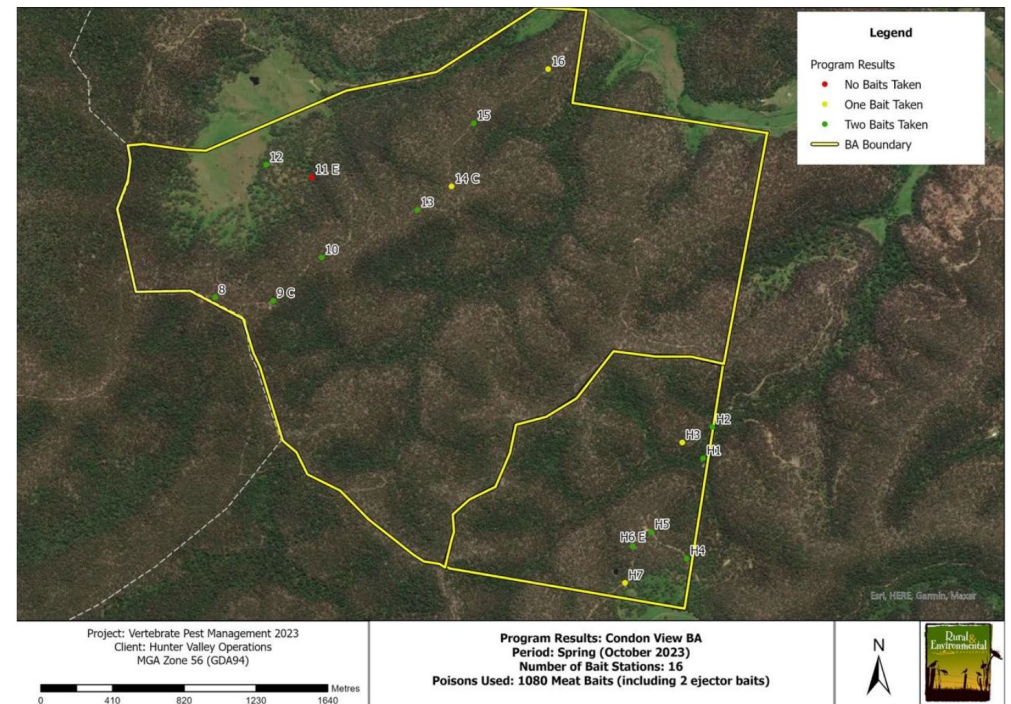 Legend
Program Results
No Baits Taken
One Bait Taken
Two Baits Taken
BA Boundary
16
15
12
11 E
14 C
13
10
8
9 C
H2
H3
H1
H5
H6 E
H4
H7
Esri, HERE, Garmin, Maxar
Project: Vertebrate Pest Management 2023
Client: Hunter Valley Operations
MGA Zone 56 (GDA94)
Metres
0 410 820 1230 1640
Program Results: Condon View BA
Period: Spring (October 2023)
Number of Bait Stations: 16
Poisons Used: 1080 Meat Baits (including 2 ejector baits)
N
Rural &
Environmental